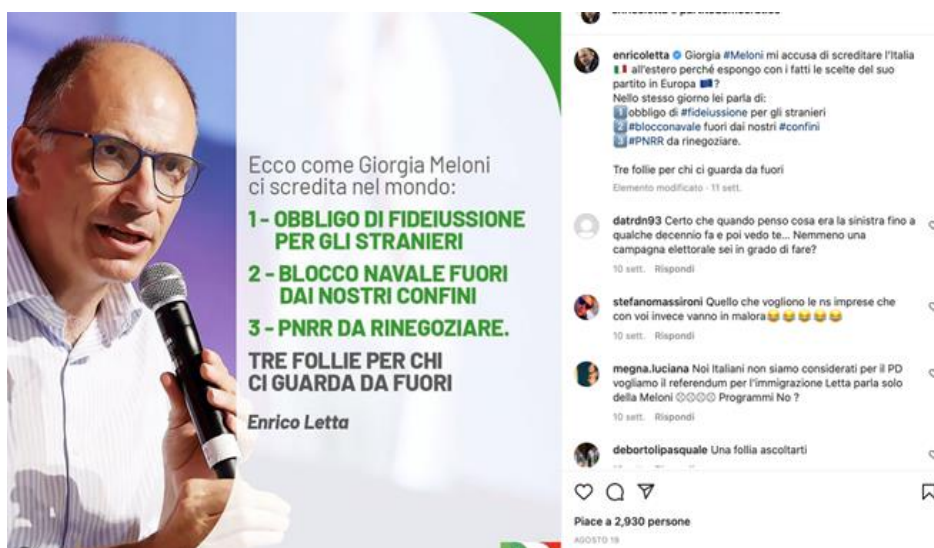 Ecco come Giorgia Meloni
ci scredita nel mondo:
1 - OBBLIGO DI FIDEIUSSIONE
PER GLI STRANIERI
2 - BLOCCO NAVALE FUORI
DAI NOSTRI CONFINI
3 - PNRR DA RINEGOZIARE.
TRE FOLLIE PER CHI
CI GUARDA DA FUORI
Enrico Letta
enricoletta Giorgia #Meloni mi accusa di screditare l'Italia
🇮🇹 all'estero perché espongo con i fatti le scelte del suo
partito in Europa 🇪🇺?
Nello stesso giorno lei parla di:
1️⃣obbligo di #fideiussione per gli stranieri
2️⃣#blocconavale fuori dai nostri #confini
3️⃣#PNRR da rinegoziare.
Tre follie per chi ci guarda da fuori
Elemento modificato · 11 sett.
datrdn93 Certo che quando penso cosa era la sinistra fino a
qualche decennio fa e poi vedo te... Nemmeno una
campagna elettorale sei in grado di fare?
10 sett. Rispondi
stefanomassironi Quello che vogliono le ns imprese che
con voi invece vanno in malora😂😂😂😂😂
10 sett. Rispondi
megna.luciana Noi Italiani non siamo considerati per il PD
vogliamo il referendum per l'immigrazione Letta parla solo
della Meloni ☹☹☹☹ Programmi No ?
10 sett. Rispondi
debortolipasquale Una follia ascoltarti
Piace a 2,930 persone
AGOSTO 19